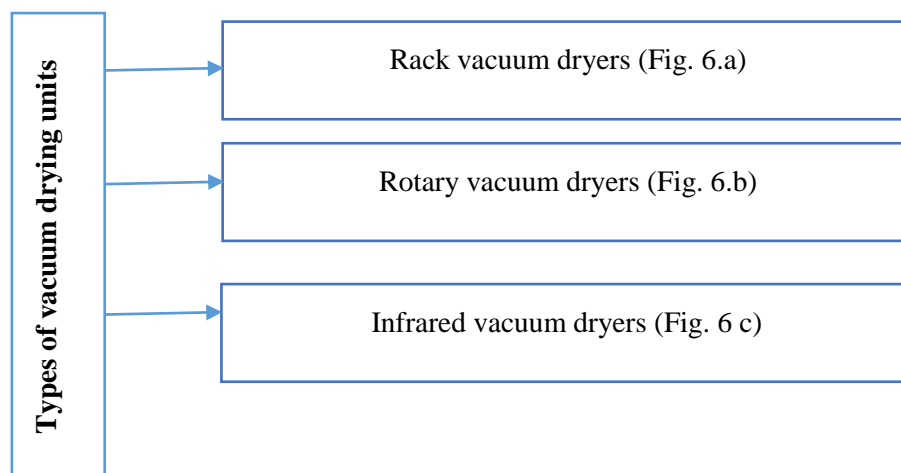 Types of vacuum drying units
Rack vacuum dryers (Fig. 6.a)
Rotary vacuum dryers (Fig. 6.b)
Infrared vacuum dryers (Fig. 6 c)